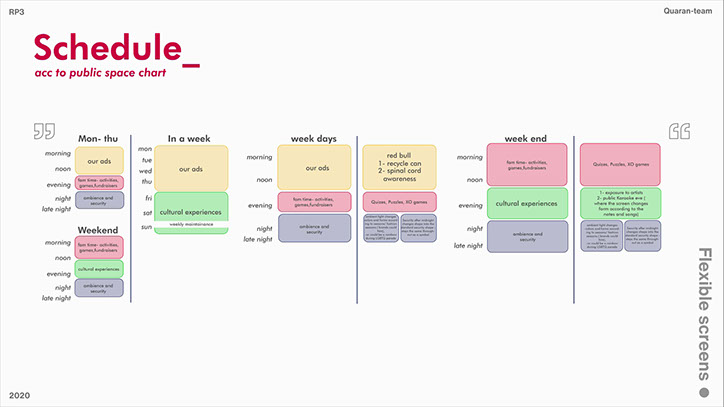 RP3
Quaran-team
Schedule_
acc to public space chart
Mon- thu
morning
noon
evening
night
late night
our ads
fam time- activities,
games,fundraisers
ambience and
security
Weekend
morning
noon
evening
night
late night
fam time- activities,
games,fundraisers
cultural experiences
ambience and
security
In a week
mon
tue
wed
thu
fri
sat
sun
our ads
cultural experiences
weekly maintainance
week days
morning
noon
evening
night
late night
our ads
fam time- activities,
games,fundraisers
ambience and
security
red bull
1- recycle can
2- spinal cord
awareness
Quizes, Puzzles, XO games
week end
morning
noon
evening
night
late night
fam time- activities,
games,fundraisers
cultural experiences
ambience and
security
Quizes, Puzzles, XO games
1- exposure to artists
2- public Karaoke eve (
where the screen changes
form according to the
notes and songs)
Flexible screens
2020